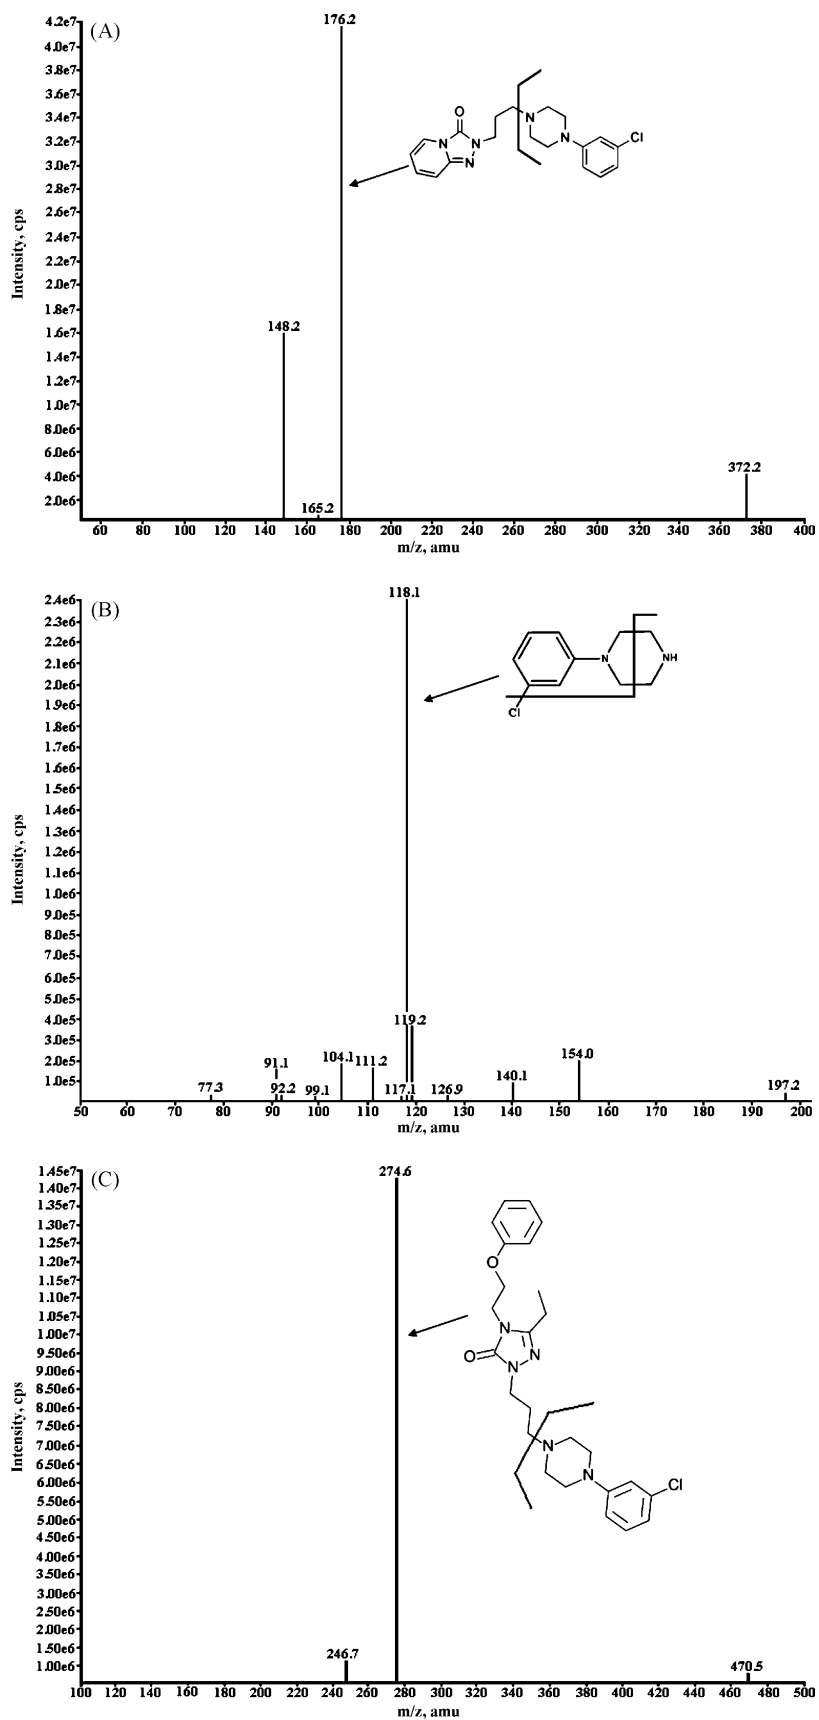 (A)
Intensity, cps
4.2e7
4.0e7
3.8e7
3.6e7
3.4e7
3.2e7
3.0e7
2.8e7
2.6e7
2.4e7
2.2e7
2.0e7
1.8e7
1.6e7
1.4e7
1.2e7
1.0e7
8.0e6
6.0e6
4.0e6
2.0e6
176.2
148.2
165.2
372.2
O
N
N
N
N
N
Cl
60 80 100 120 140 160 180 200 220 240 260 280 300 320 340 360 380 400
m/z, amu
(B)
Intensity, cps
2.4e6
2.3e6
2.2e6
2.1e6
2.0e6
1.9e6
1.8e6
1.7e6
1.6e6
1.5e6
1.4e6
1.3e6
1.2e6
1.1e6
1.0e6
9.0e5
8.0e5
7.0e5
6.0e5
5.0e5
4.0e5
3.0e5
2.0e5
1.0e5
118.1
N
NH
Cl
119.2
91.1
104.1
111.2
154.0
77.3
92.2
99.1
117.1
126.9
140.1
197.2
50 60 70 80 90 100 110 120 130 140 150 160 170 180 190 200
m/z, amu
(C)
Intensity, cps
1.45e7
1.40e7
1.35e7
1.30e7
1.25e7
1.20e7
1.15e7
1.10e7
1.05e7
1.00e7
9.50e6
9.00e6
8.50e6
8.00e6
7.50e6
7.00e6
6.50e6
6.00e6
5.50e6
5.00e6
4.50e6
4.00e6
3.50e6
3.00e6
2.50e6
2.00e6
1.50e6
1.00e6
274.6
246.7
470.5
O
N
O
N
N
N
N
Cl
100 120 140 160 180 200 220 240 260 280 300 320 340 360 380 400 420 440 460 480 500
m/z, amu